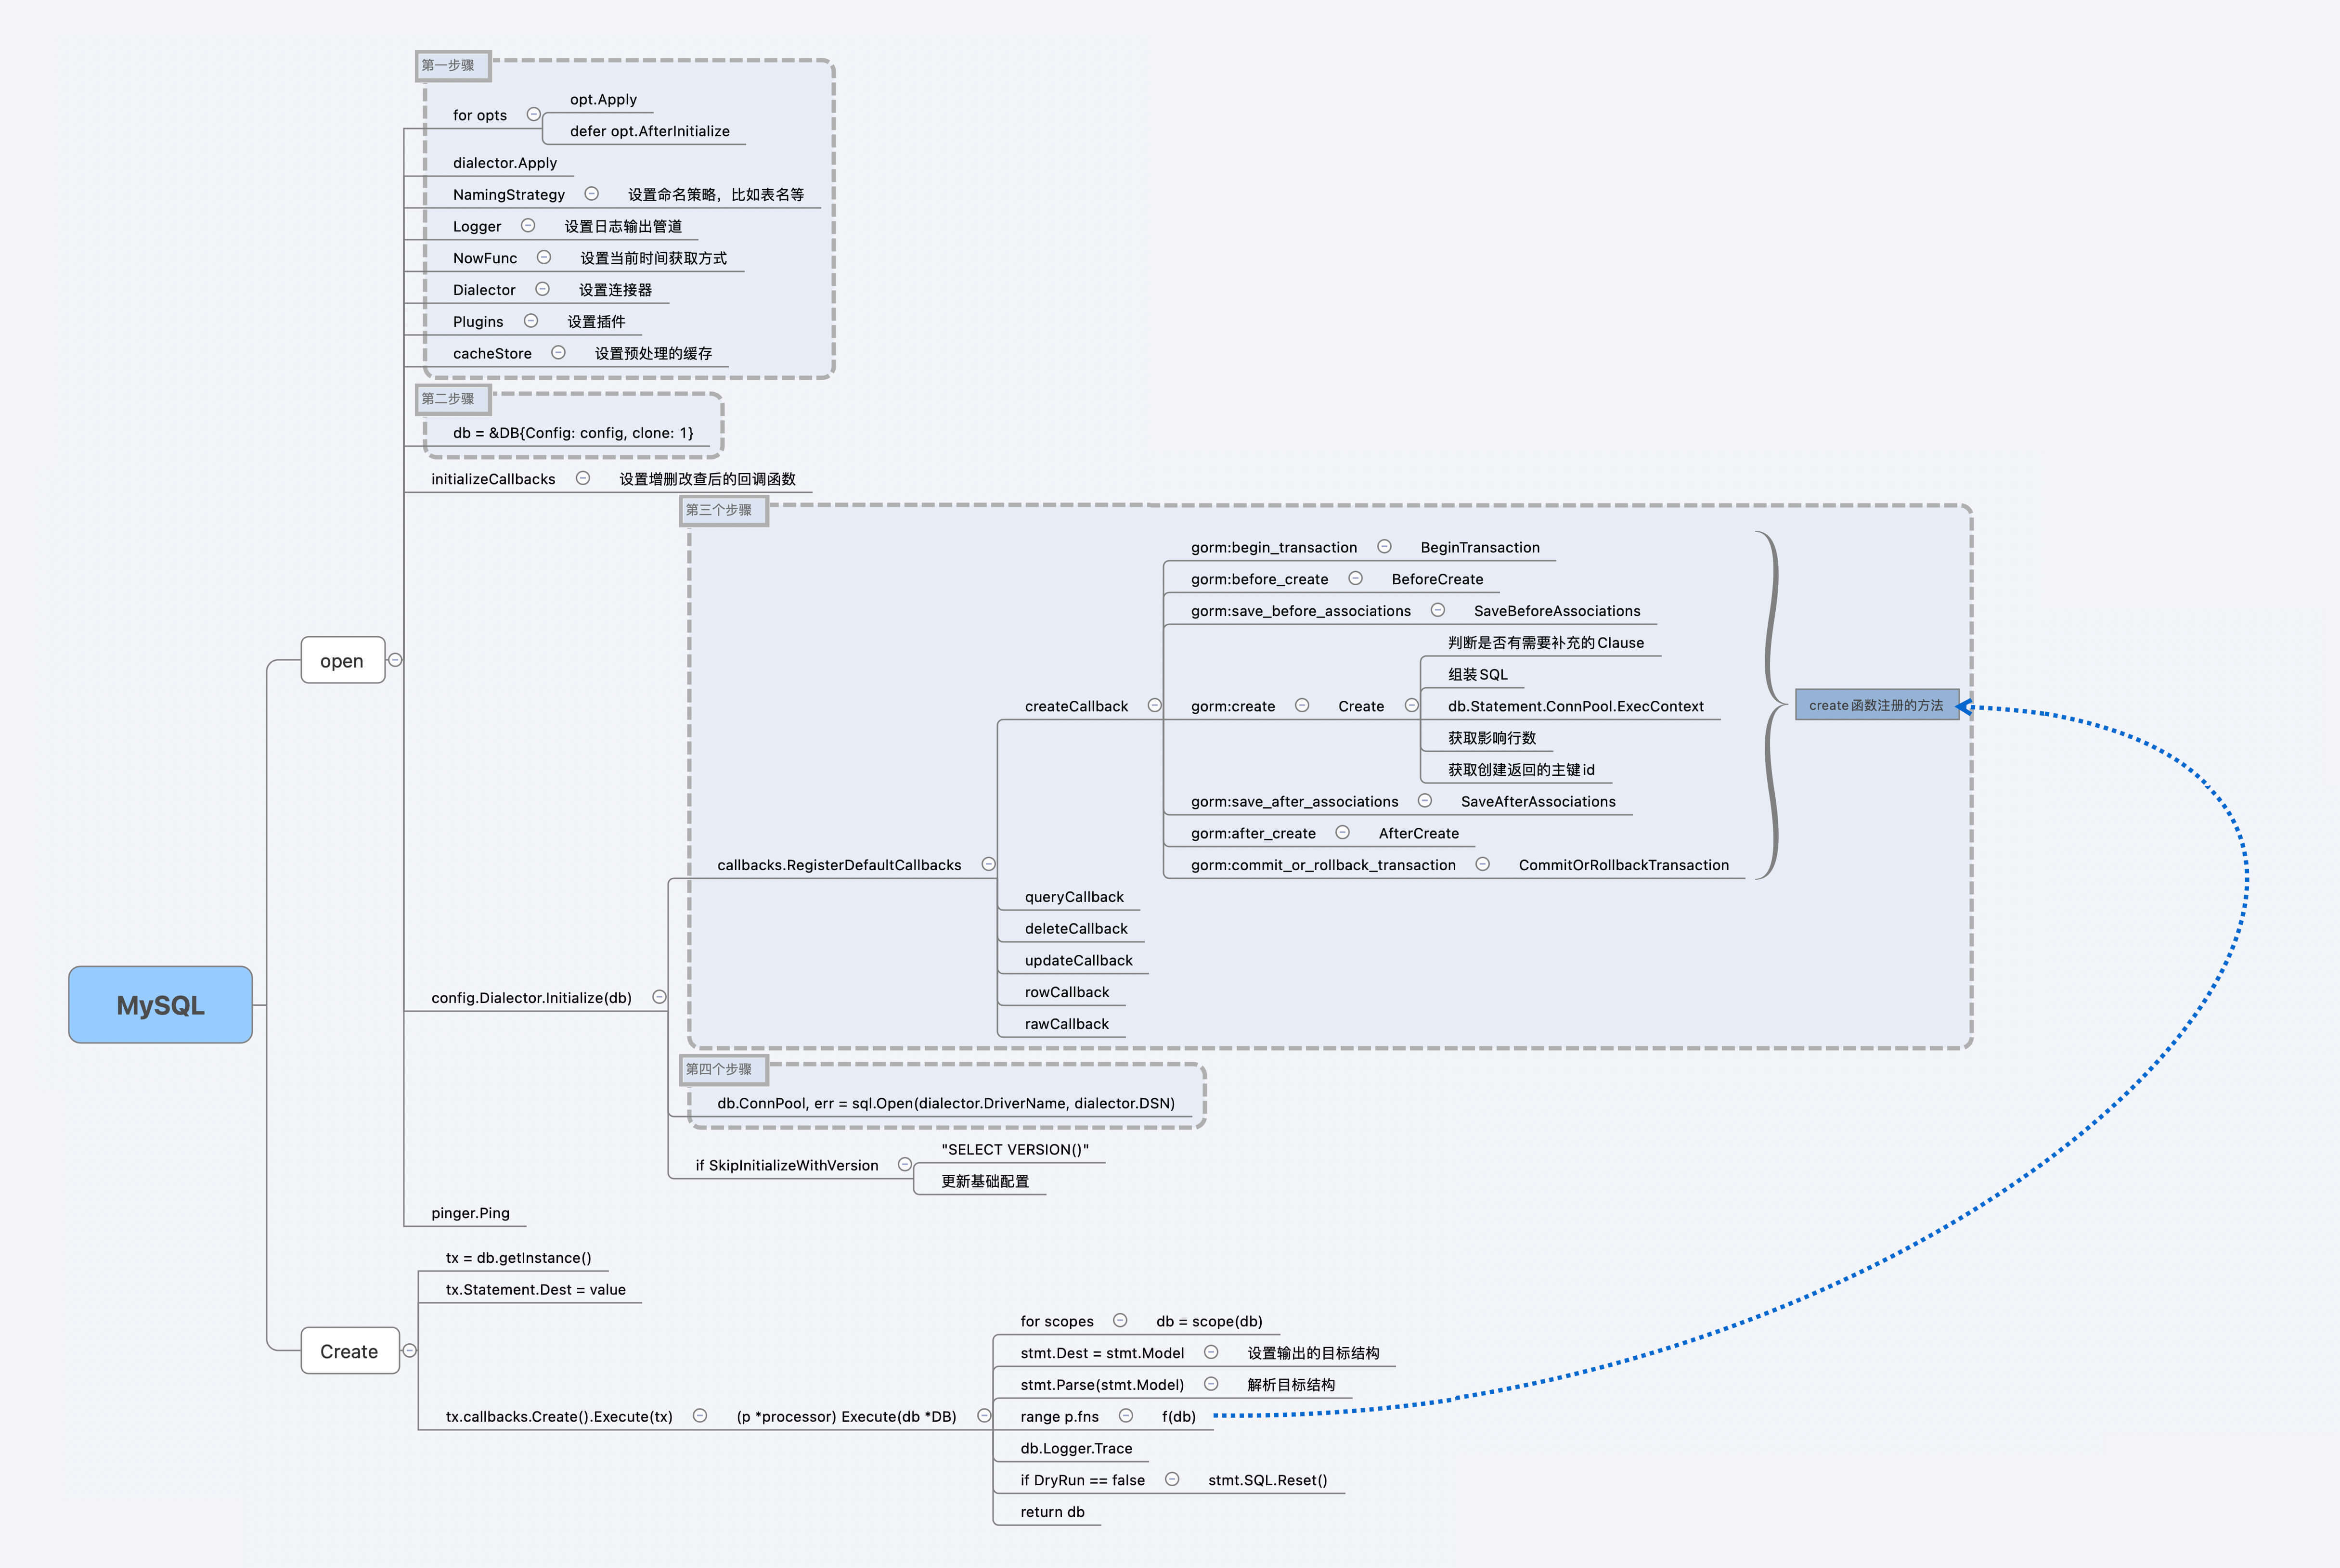 第一步骤
for opts
opt.Apply
defer opt.AfterInitialize
dialector.Apply
NamingStrategy 设置命名策略，比如表名等
Logger 设置日志输出管道
NowFunc 设置当前时间获取方式
Dialector 设置连接器
Plugins 设置插件
cacheStore 设置预处理的缓存
第二步骤
db = &DB{Config: config, clone: 1}
initializeCallbacks 设置增删改查后的回调函数
第三个步骤
gorm:begin_transaction BeginTransaction
gorm:before_create BeforeCreate
gorm:save_before_associations SaveBeforeAssociations
判断是否有需要补充的Clause
组装SQL
open
createCallback gorm:create Create db.Statement.ConnPool.ExecContext create函数注册的方法
获取影响行数
获取创建返回的主键id
gorm:save_after_associations SaveAfterAssociations
gorm:after_create AfterCreate
callbacks.RegisterDefaultCallbacks gorm:commit_or_rollback_transaction CommitOrRollbackTransaction
queryCallback
deleteCallback
updateCallback
config.Dialector.Initialize(db) rowCallback
MySQL
rawCallback
第四个步骤
db.ConnPool, err = sql.Open(dialector.DriverName, dialector.DSN)
"SELECT VERSION()"
if SkipInitializeWithVersion
更新基础配置
pinger.Ping
tx = db.getInstance()
tx.Statement.Dest = value
for scopes db = scope(db)
Create
stmt.Dest = stmt.Model 设置输出的目标结构
stmt.Parse(stmt.Model) 解析目标结构
tx.callbacks.Create().Execute(tx) (p *processor) Execute(db *DB) range p.fns f(db)
db.Logger.Trace
if DryRun == false stmt.SQL.Reset()
return db